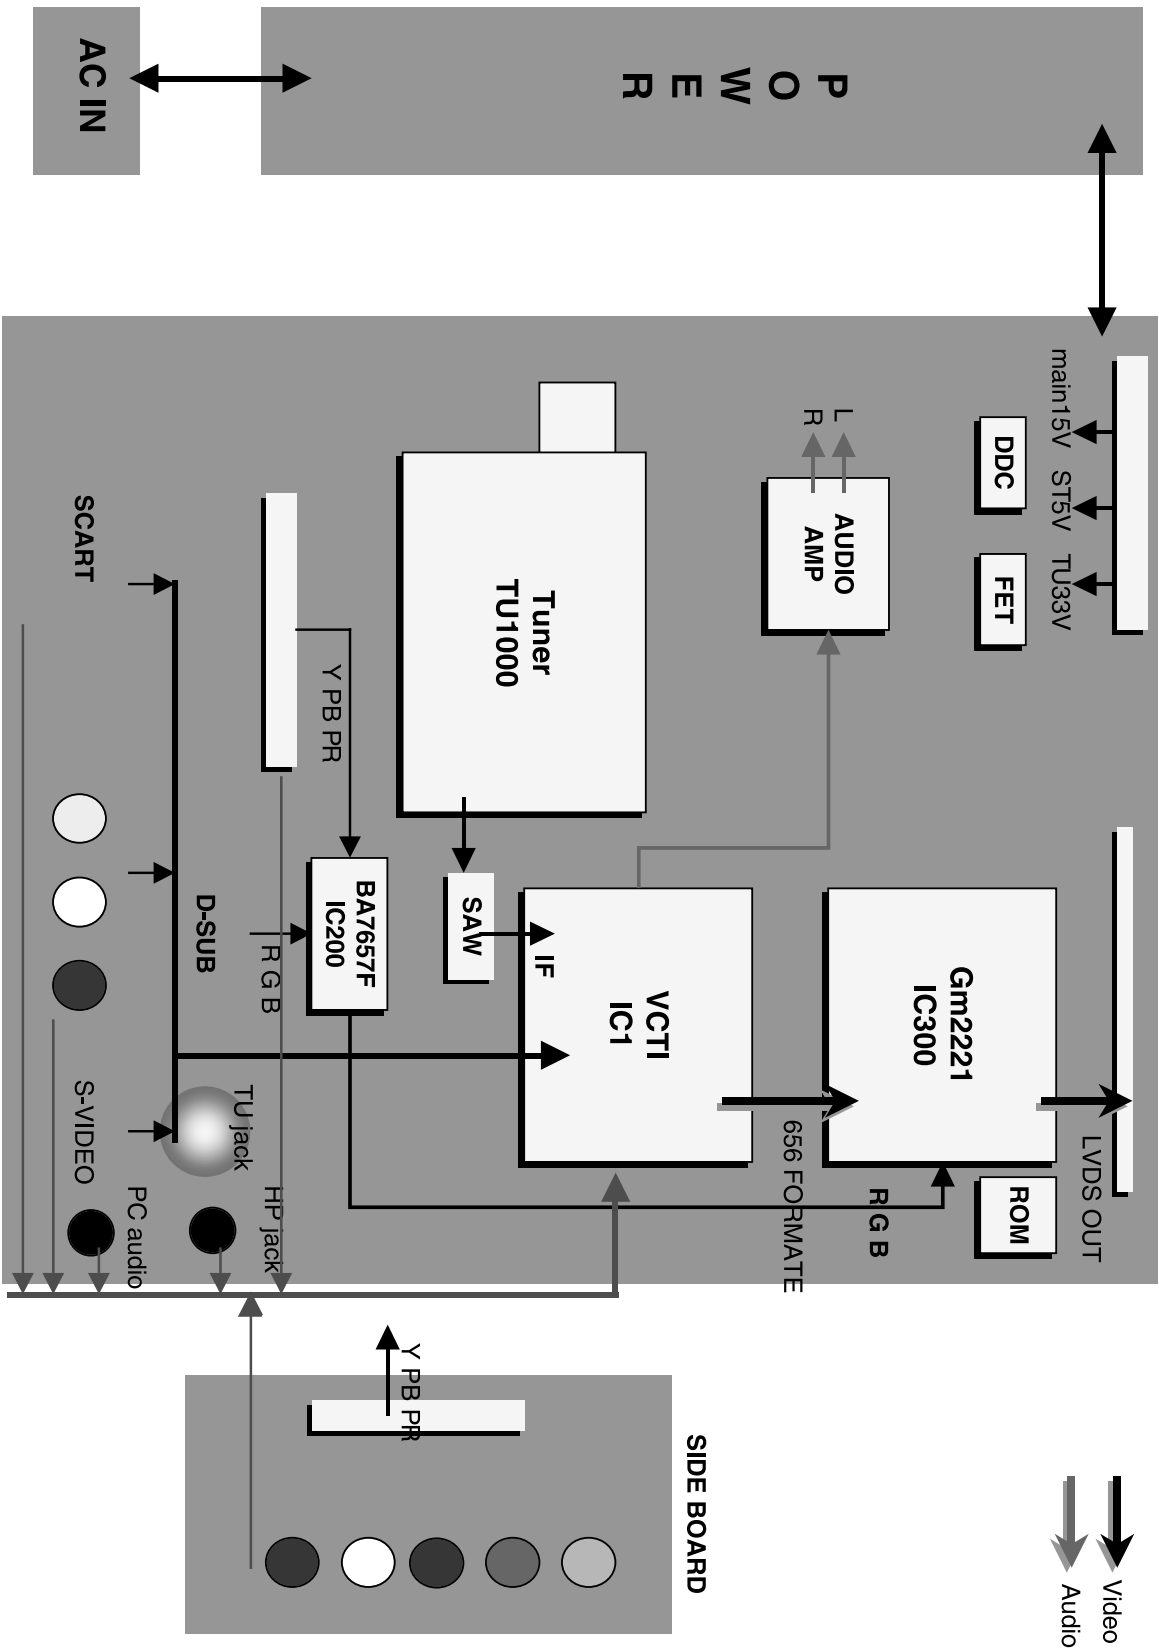 AC IN
P O W E R
main15V
ST5V
TU33V
DDC
FET
L
R
AUDIO
AMP
Tuner
TU1000
SCART
Y PB PR
BA7657F
IC200
SAW
IF
VCTI
IC1
Gm2221
IC300
D-SUB
R G B
LVDS OUT
ROM
R G B
656 FORMATE
TU jack
S-VIDEO
HP jack
PC audio
Y PB PR
SIDE BOARD
Video
Audio